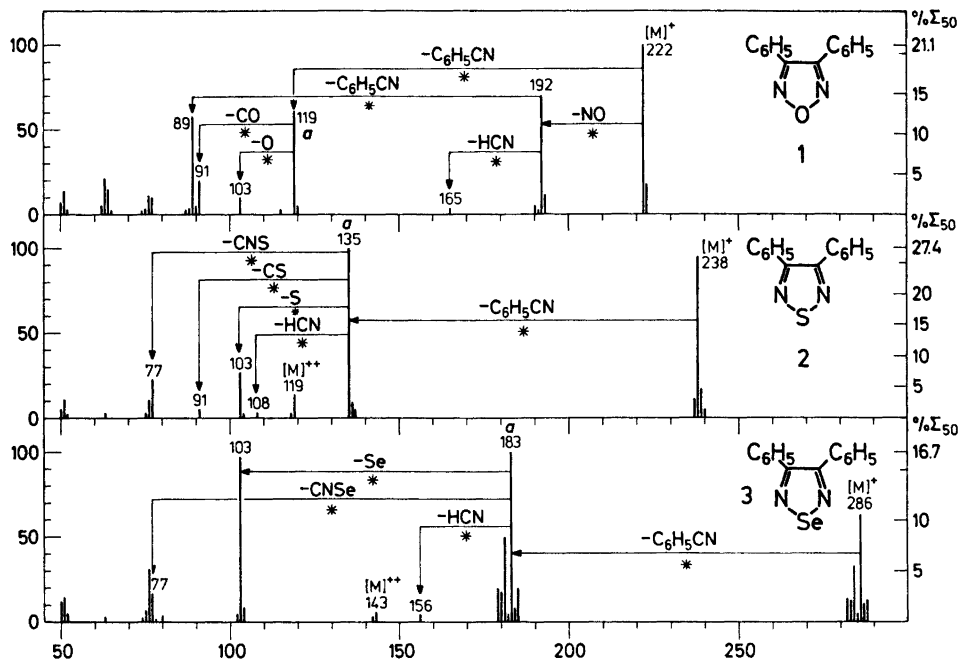 %Σ50
100
50
0
21.1
15
10
5
–C6H5CN
*
[M]+
222
–C6H5CN
*
192
89
–CO
*
119
a
–NO
*
91
–O
*
103
–HCN
*
165
C6H5 C6H5
N N
O
1
%Σ50
100
50
0
27.4
20
15
10
5
–CNS
*
a
135
–CS
*
–S
*
–HCN
*
–C6H5CN
*
[M]+
238
77
91
103
108
[M]++
119
C6H5 C6H5
N N
S
2
%Σ50
100
50
0
16.7
10
5
103
a
183
–Se
*
–CNSe
*
–HCN
*
–C6H5CN
*
77
[M]++
143
156
[M]+
286
C6H5 C6H5
N N
Se
3
50 100 150 200 250